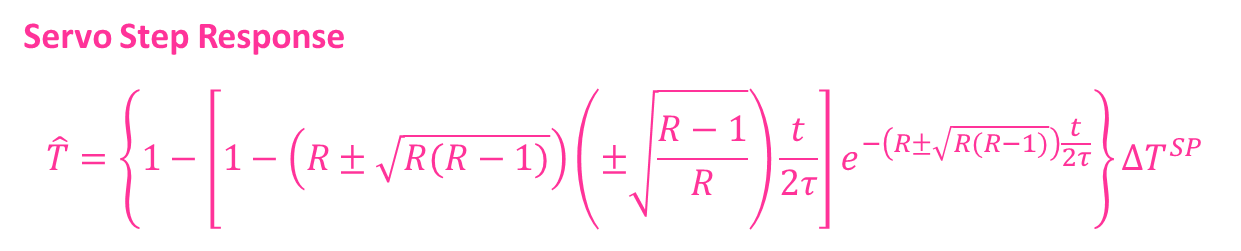 Servo Step Response
T̂ = {1 − [1 − (R ± √(R(R − 1)))(± √((R − 1)/R)) t/2τ] e^(−(R±√(R(R−1))) t/2τ)} ΔT^SP